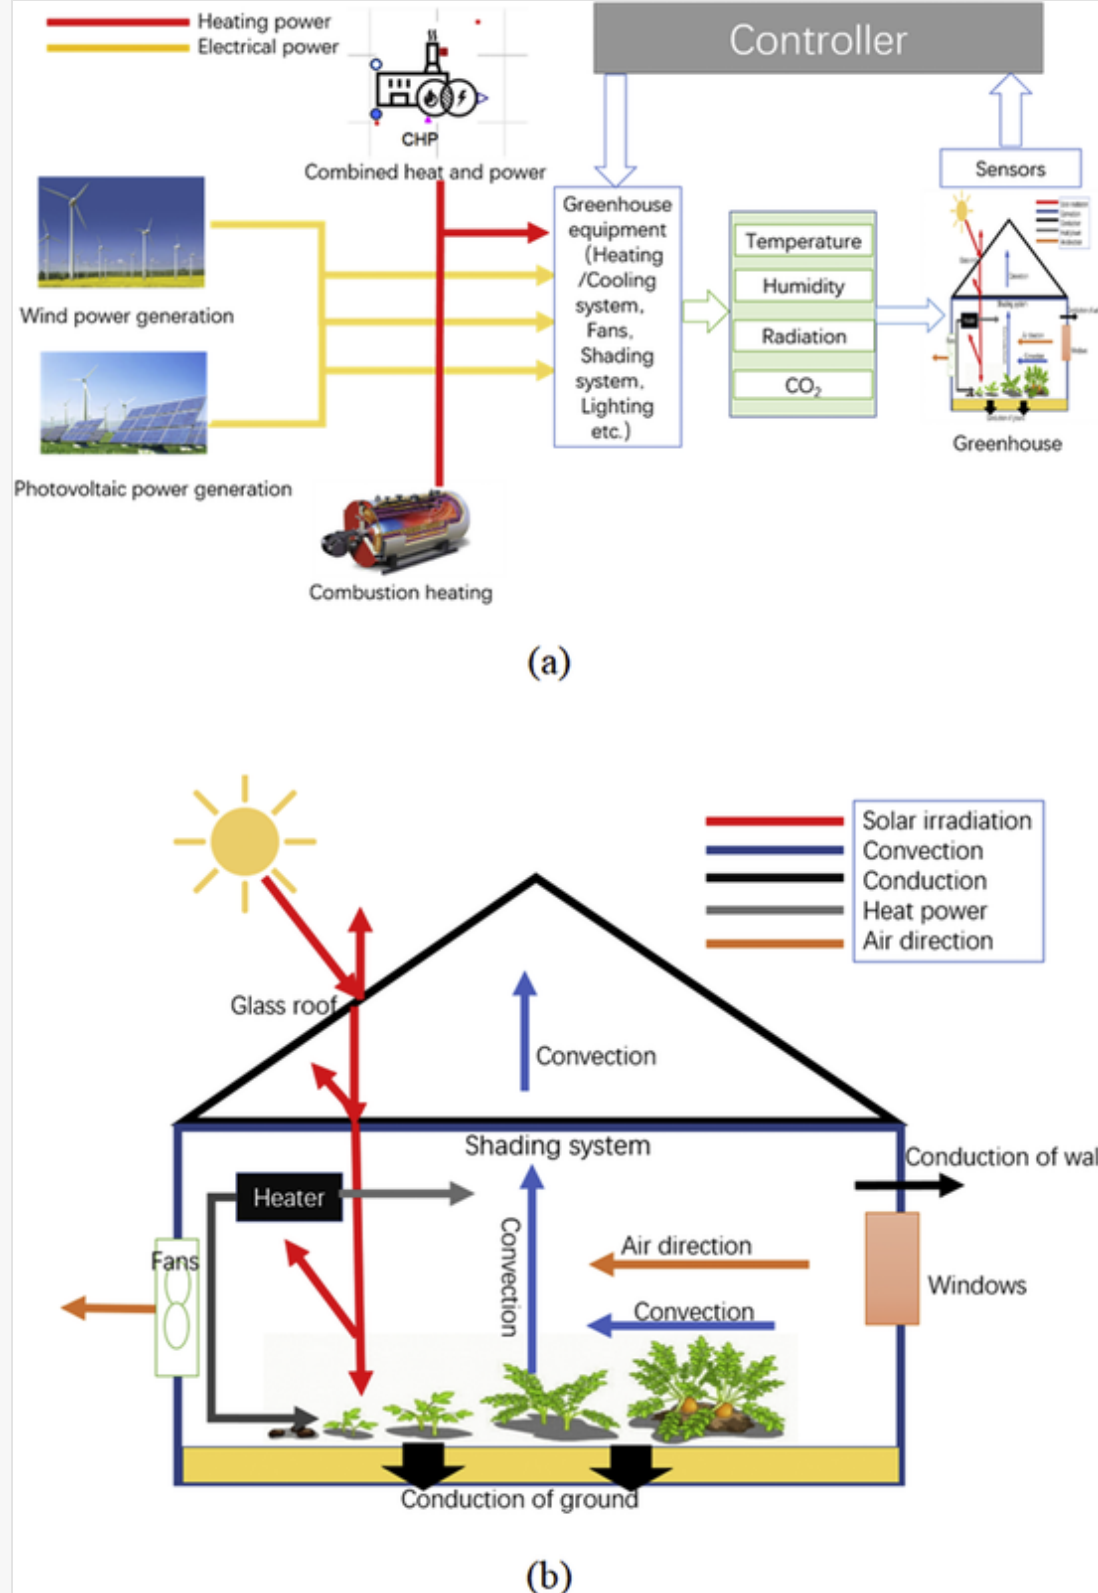 Heating power
Electrical power
Controller
CHP
Combined heat and power
Sensors
Greenhouse
equipment
(Heating
/Cooling
system,
Fans,
Shading
system,
Lighting
etc.)
Temperature
Humidity
Radiation
CO₂
Wind power generation
Photovoltaic power generation
Greenhouse
Combustion heating
(a)
Solar irradiation
Convection
Conduction
Heat power
Air direction
Glass roof
Convection
Shading system
Conduction of wal
Heater
Fans
Convection
Air direction
Convection
Windows
Conduction of ground
(b)